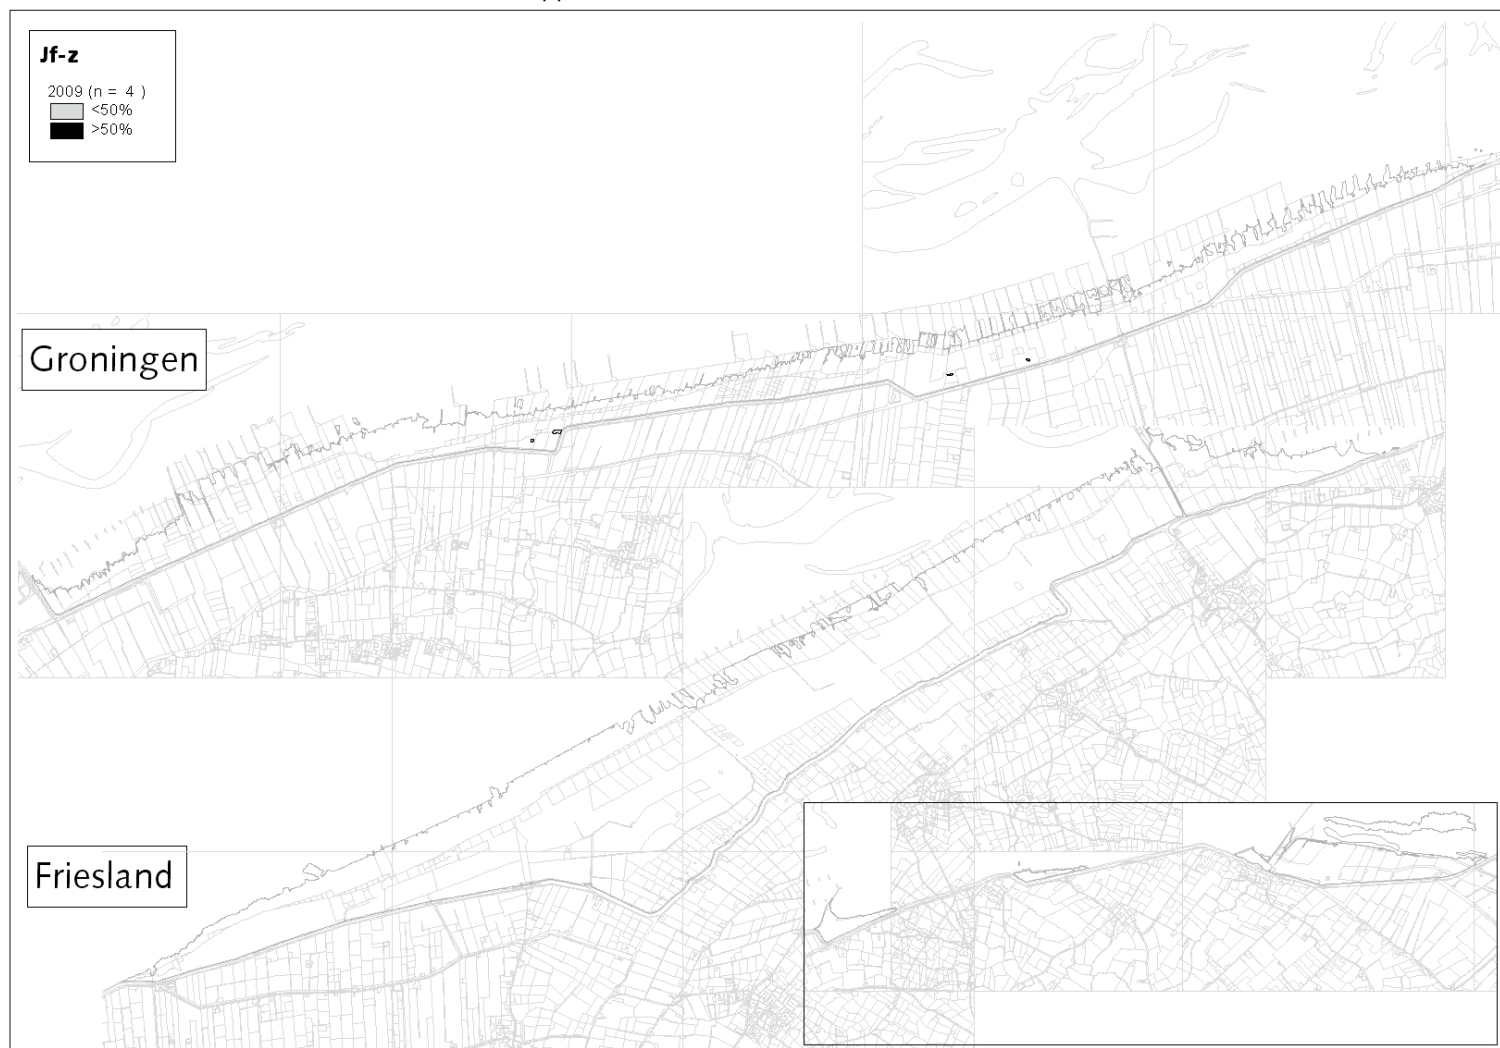 Jf-z
2009 (n = 4 )
<50%
>50%
Groningen
Friesland